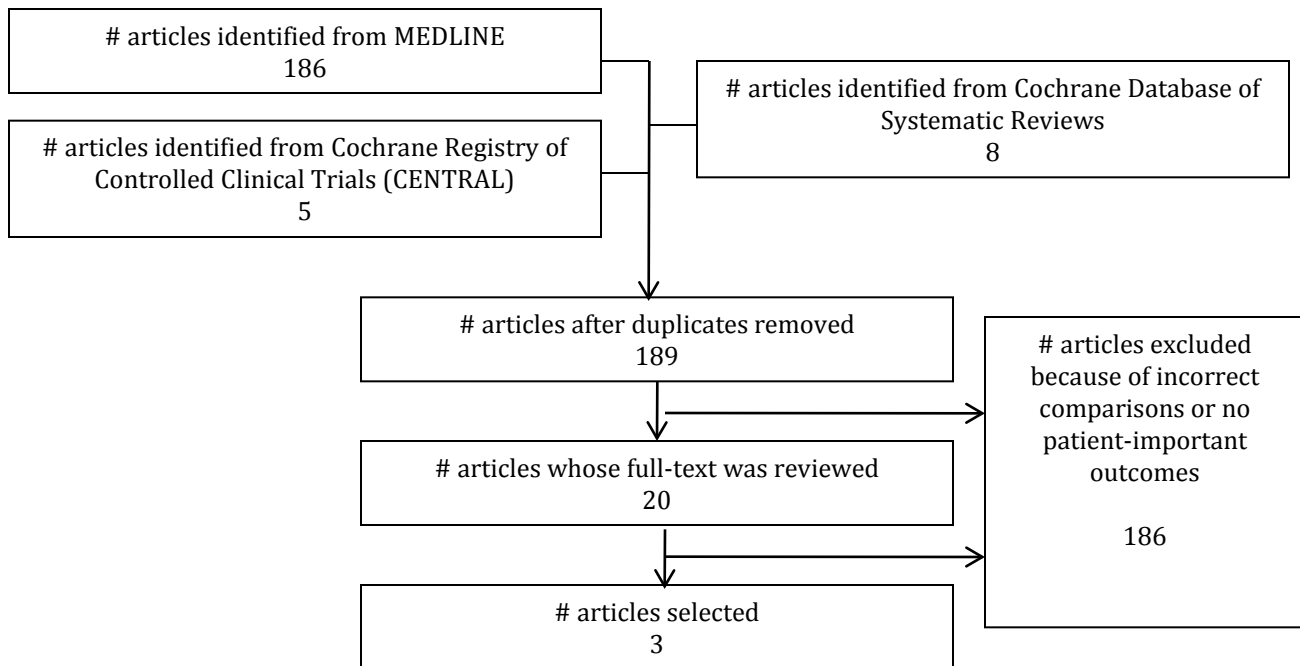 # articles identified from MEDLINE
186
# articles identified from Cochrane Database of
Systematic Reviews
8
# articles identified from Cochrane Registry of
Controlled Clinical Trials (CENTRAL)
5
# articles after duplicates removed
189
# articles excluded
because of incorrect
comparisons or no
patient-important
outcomes
186
# articles whose full-text was reviewed
20
# articles selected
3